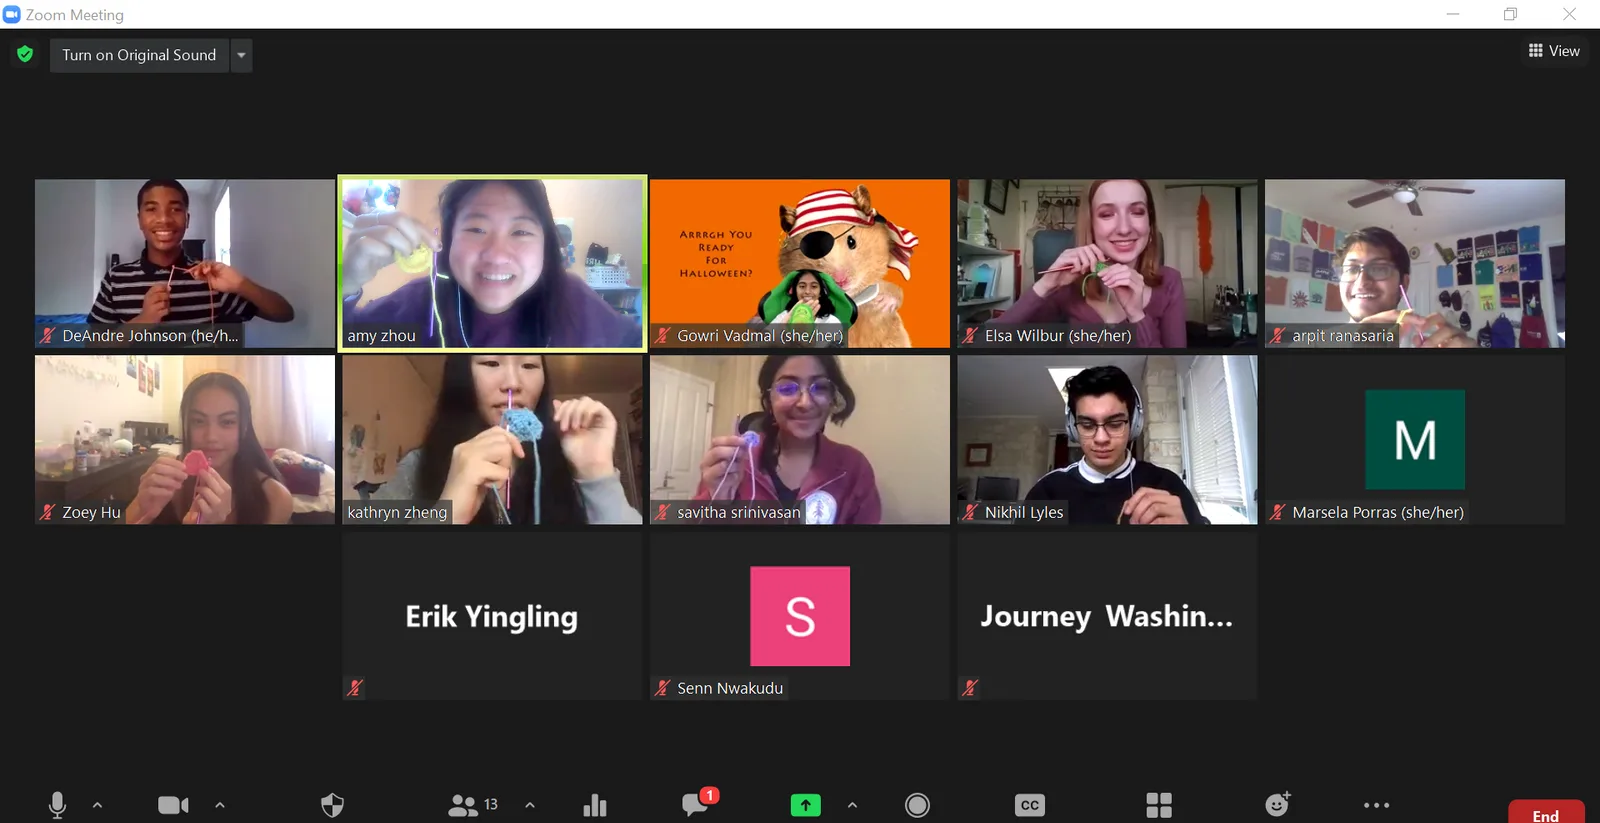 Zoom Meeting
Turn on Original Sound
View
ARRRGH YOU
READY
FOR
HALLOWEEN?
DeAndre Johnson (he/h...
amy zhou
Gowri Vadmal (she/her)
Elsa Wilbur (she/her)
arpit ranasaria
Zoey Hu
kathryn zheng
savitha srinivasan
Nikhil Lyles
M
Marsela Porras (she/her)
Erik Yingling
S
Senn Nwakudu
Journey Washin...
13
1
CC
End